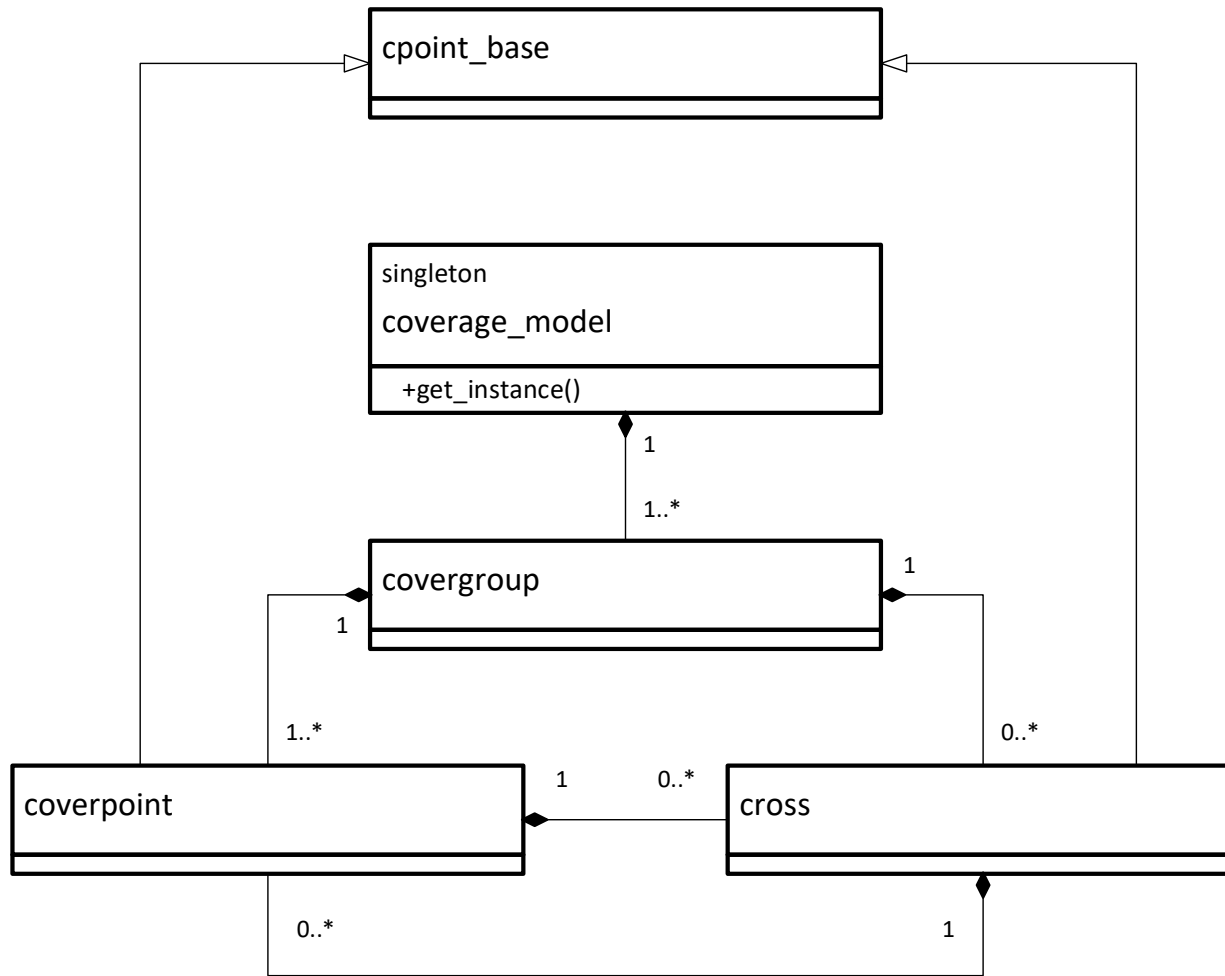 cpoint_base
singleton
coverage_model
+get_instance()
1
1..*
covergroup
1
1
1..*
0..*
coverpoint
1
0..*
cross
0..*
1